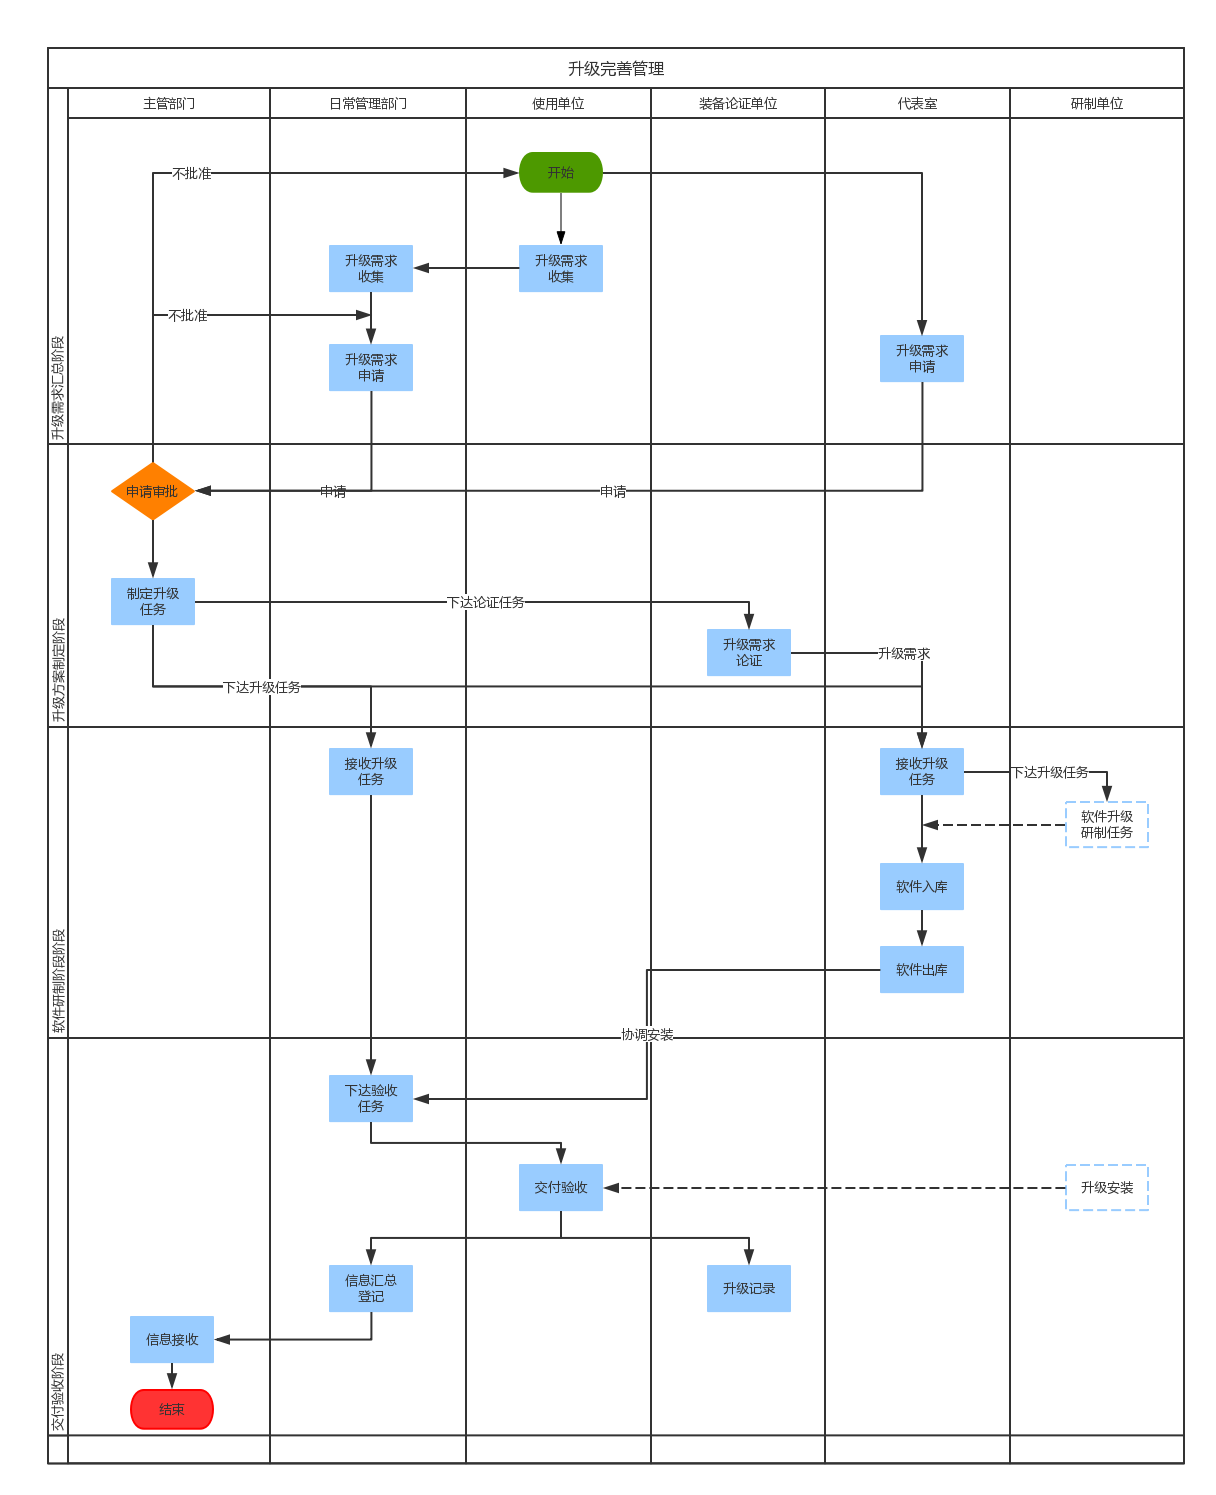 升级完善管理
主管部门
日常管理部门
使用单位
装备论证单位
代表室
研制单位
升级需求汇总阶段
不批准
开始
升级需求
收集
升级需求
收集
不批准
升级需求
申请
升级需求
申请
升级方案制定阶段
申请审批
申请
申请
制定升级
任务
下达论证任务
升级需求
论证
升级需求
下达升级任务
软件研制阶段阶段
接收升级
任务
接收升级
任务
下达升级任务
软件升级
研制任务
软件入库
软件出库
协调安装
交付验收阶段
下达验收
任务
交付验收
升级安装
信息汇总
登记
升级记录
信息接收
结束